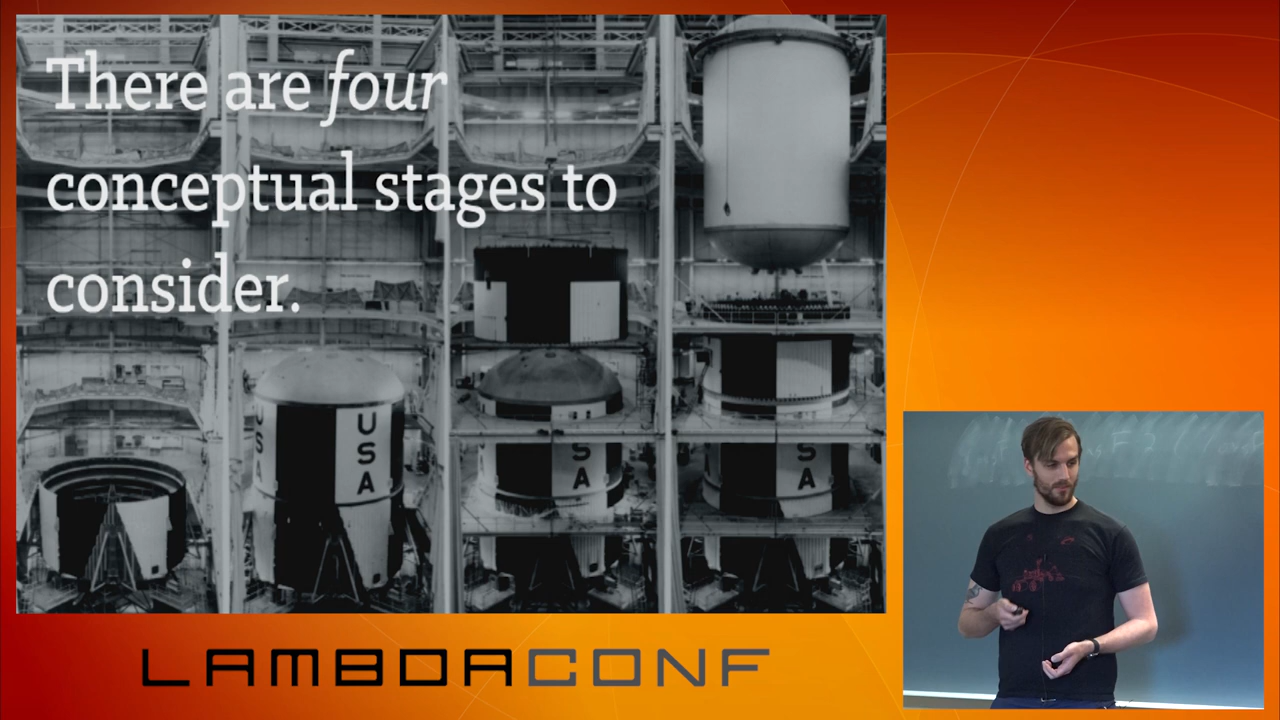 There are four
conceptual stages to
consider.
USA
USA
SA
SA
LAMBDACONF